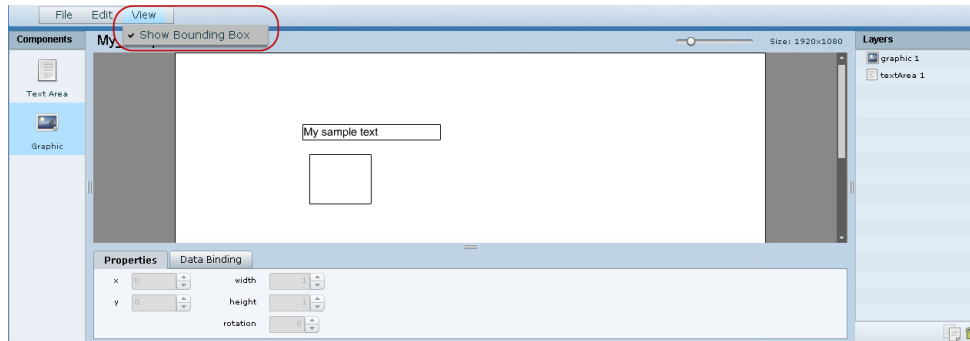 File Edit View
✔ Show Bounding Box
Components
My
Size: 1920x1080
Layers
Text Area
Graphic
graphic 1
textArea 1
My sample text
Properties Data Binding
x 0 width 1
y 0 height 1
rotation 0